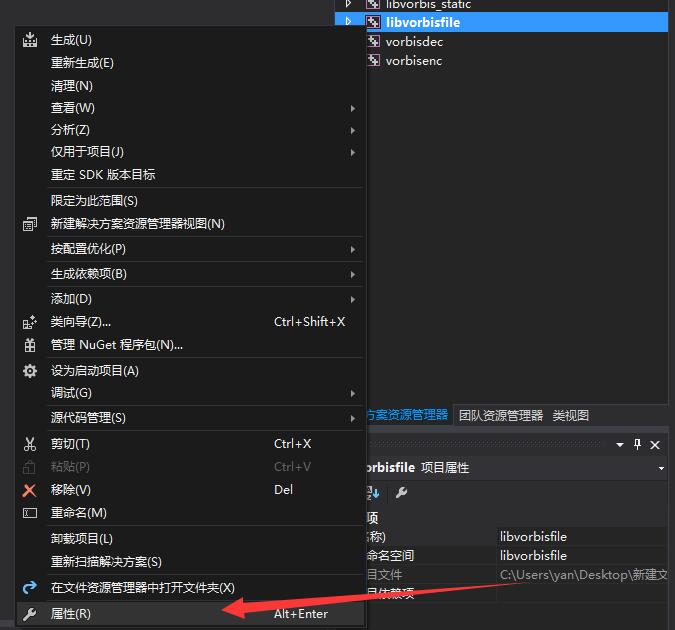 libvorbis_static
libvorbisfile
vorbisdec
vorbisenc
生成(U)
重新生成(E)
清理(N)
查看(W)
分析(Z)
仅用于项目(J)
重定 SDK 版本目标
限定为此范围(S)
新建解决方案资源管理器视图(N)
按配置优化(P)
生成依赖项(B)
添加(D)
类向导(Z)... Ctrl+Shift+X
管理 NuGet 程序包(N)...
设为启动项目(A)
调试(G)
源代码管理(S)
剪切(T) Ctrl+X
粘贴(P) Ctrl+V
移除(V) Del
重命名(M)
卸载项目(L)
重新扫描解决方案(S)
在文件资源管理器中打开文件夹(X)
属性(R) Alt+Enter
方案资源管理器 团队资源管理器 类视图
orbisfile 项目属性
项
名称) libvorbisfile
命名空间 libvorbisfile
目文件 C:\Users\yan\Desktop\新建文
目依赖项